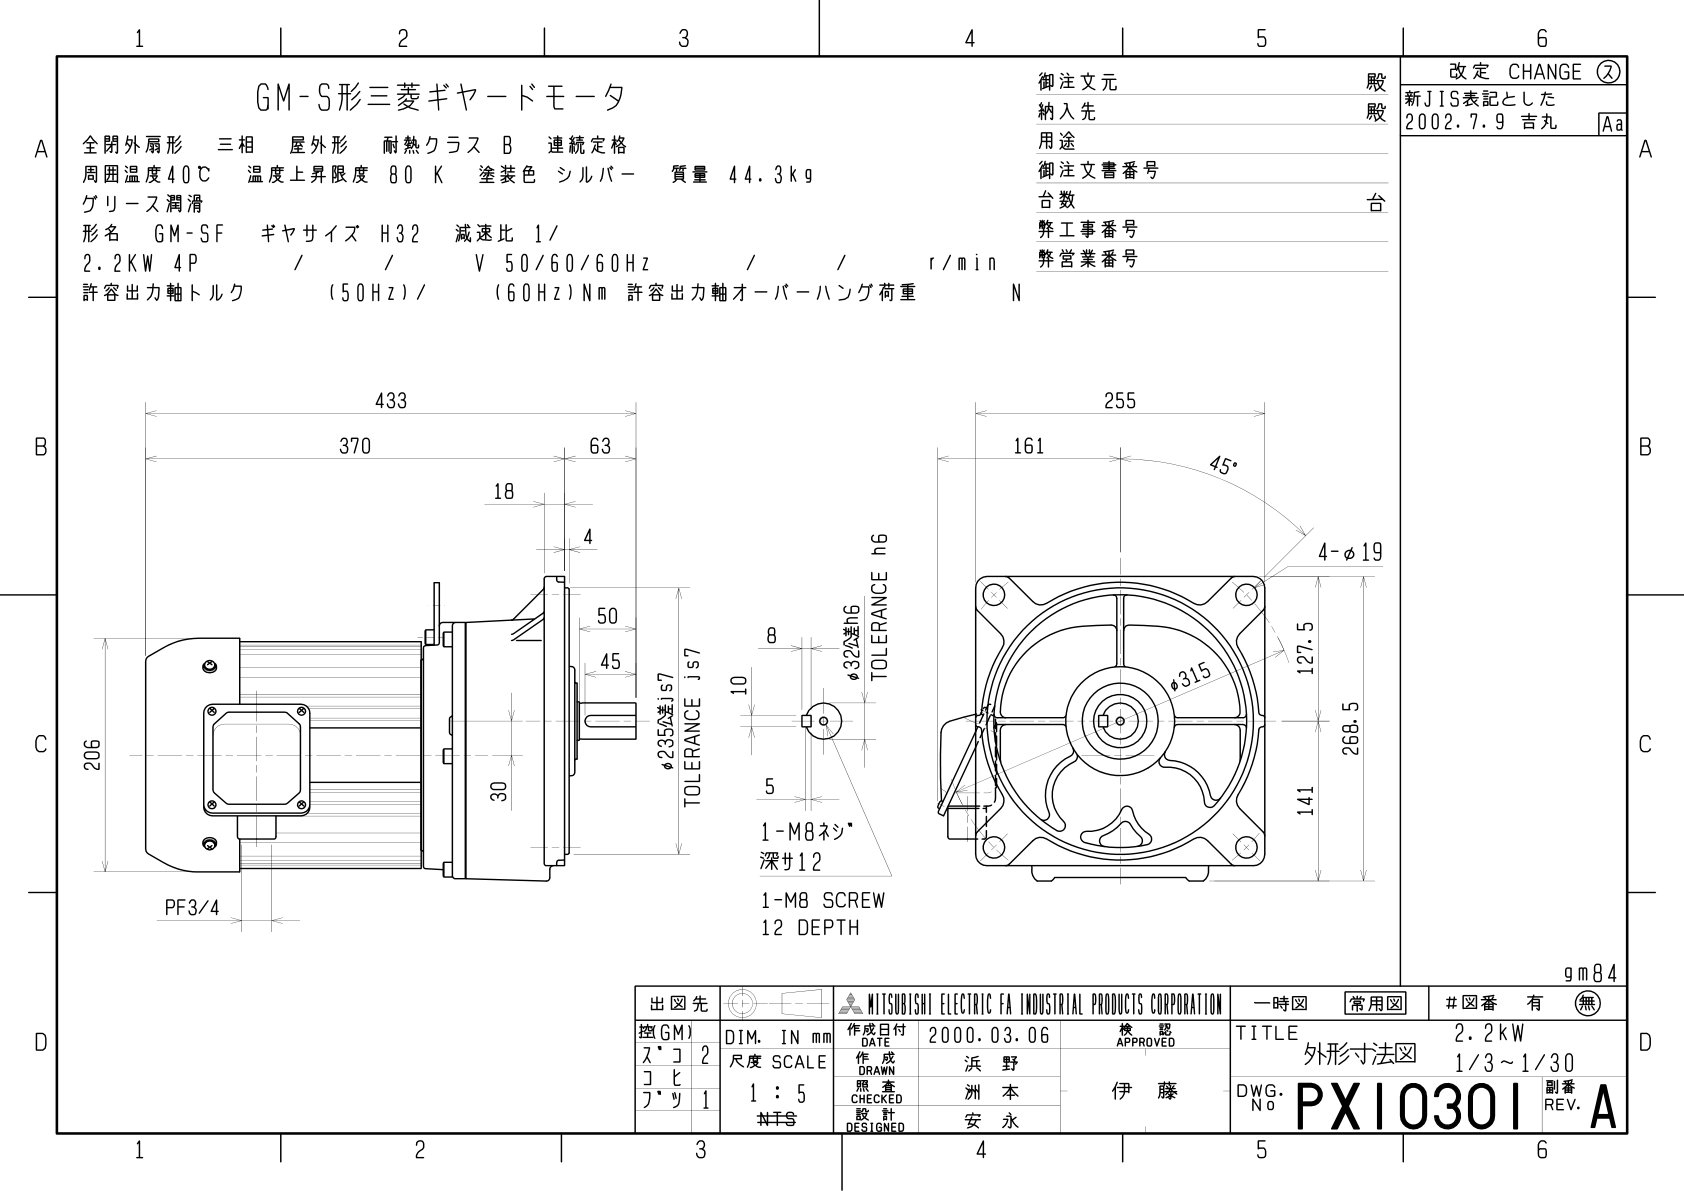 1 2 3 4 5 6
GM-S形三菱ギヤードモータ
全閉外扇形 三相 屋外形 耐熱クラス B 連続定格
周囲温度40℃ 温度上昇限度 80 K 塗装色 シルバー 質量 44.3kg
グリース潤滑
形名 GM-SF ギヤサイズ H32 減速比 1/
2.2KW 4P / / V 50/60/60Hz / / r/min
許容出力軸トルク (50Hz)/ (60Hz)Nm 許容出力軸オーバーハング荷重 N
御注文元 殿
納入先 殿
用途
御注文書番号
台数 台
弊工事番号
弊営業番号
改定 CHANGE ス
新JIS表記とした
2002.7.9 吉丸 Aa
A A
B B
C C
D D
433
370 63
18
4
50
45
206
30
PF3/4
φ235公差js7
TOLERANCE js7
8
10
5
φ32公差h6
TOLERANCE h6
1-M8ネジ
深サ12
1-M8 SCREW
12 DEPTH
255
161
45°
4-φ19
φ315
127.5
268.5
141
gm84
出図先
控(GM)
ズコ 2
コヒ
ブツ 1
DIM. IN mm
尺度 SCALE
1 : 5
NTS
MITSUBISHI ELECTRIC FA INDUSTRIAL PRODUCTS CORPORATION
作成日付 DATE 2000.03.06
作成 DRAWN 浜野
照査 CHECKED 洲本
設計 DESIGNED 安永
検認 APPROVED
伊藤
一時図 常用図 #図番 有 無
TITLE
外形寸法図
2.2kW
1/3~1/30
DWG. No PX10301
副番 REV. A
1 2 3 4 5 6